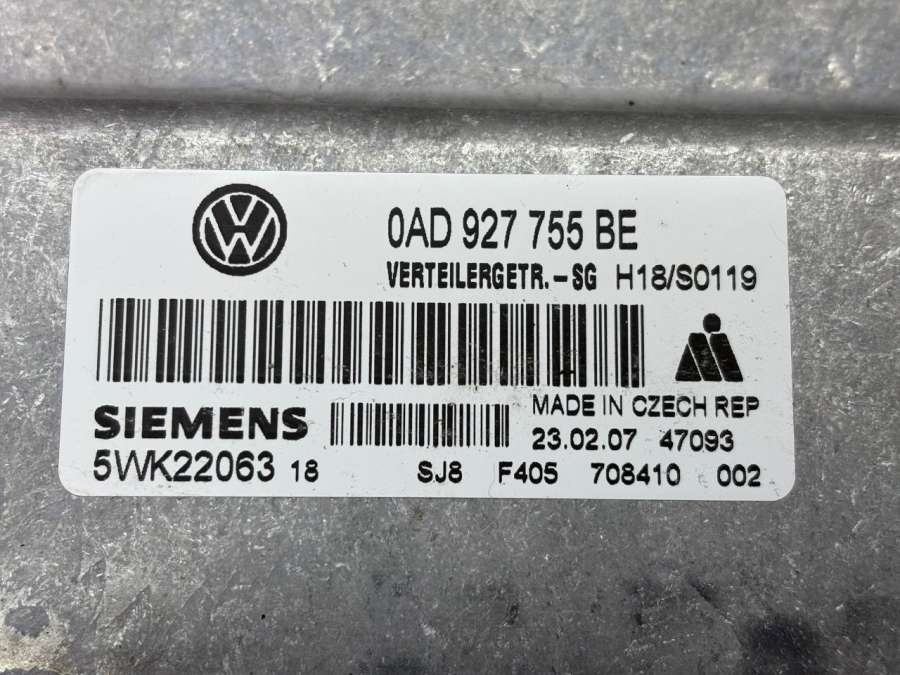 0AD 927 755 BE
VERTEILERGETR.-SG H18/S0119
SIEMENS
MADE IN CZECH REP
23.02.07 47093
5WK22063 18 SJ8 F405 708410 002